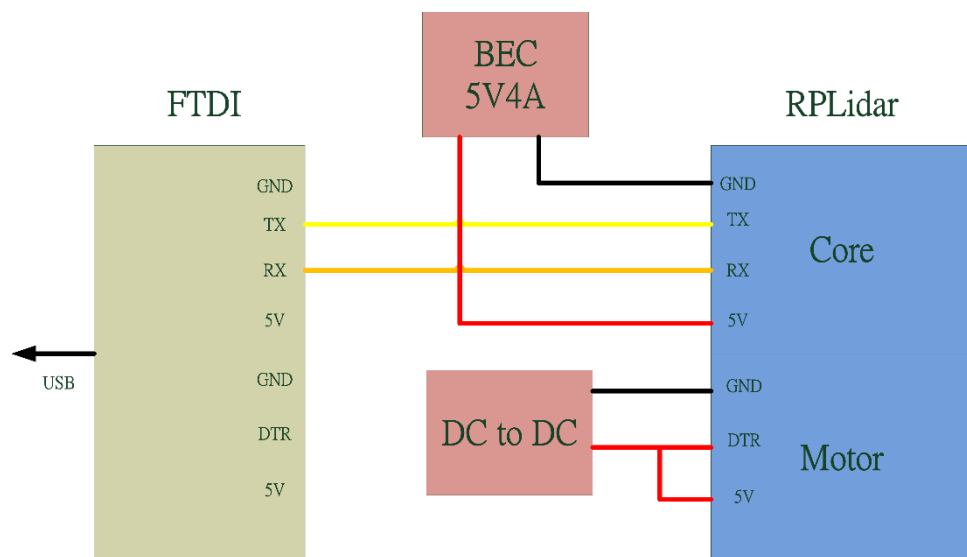 BEC
5V4A
FTDI
RPLidar
GND
TX
RX
5V
GND
DTR
5V
USB
DC to DC
GND
TX
RX
5V
Core
GND
DTR
5V
Motor